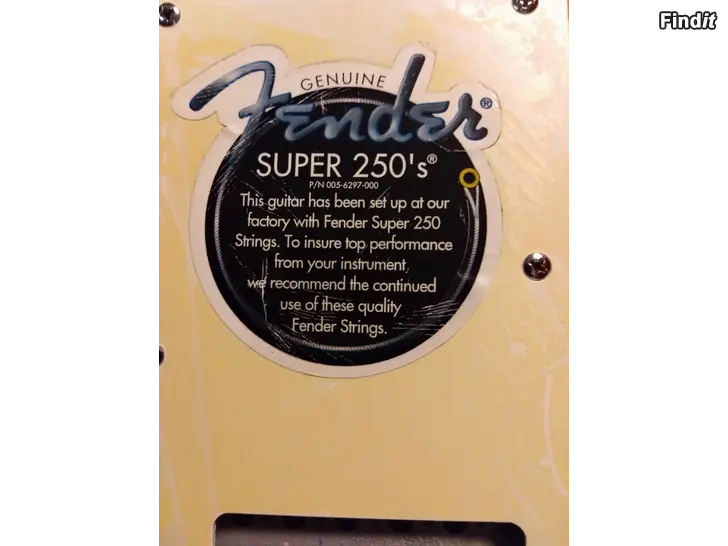 Findit
GENUINE
Fender®
SUPER 250's®
P/N 005-6297-000
This guitar has been set up at our
factory with Fender Super 250
Strings. To insure top performance
from your instrument,
we recommend the continued
use of these quality
Fender Strings.